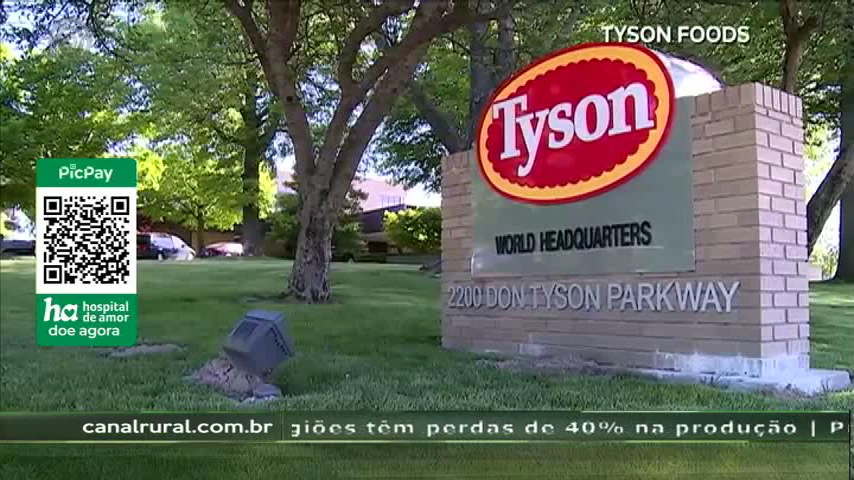 TYSON FOODS
Tyson
WORLD HEADQUARTERS
2200 DON TYSON PARKWAY
PicPay
ha hospital
de amor
doe agora
canalrural.com.br
giões têm perdas de 40% na produção | P